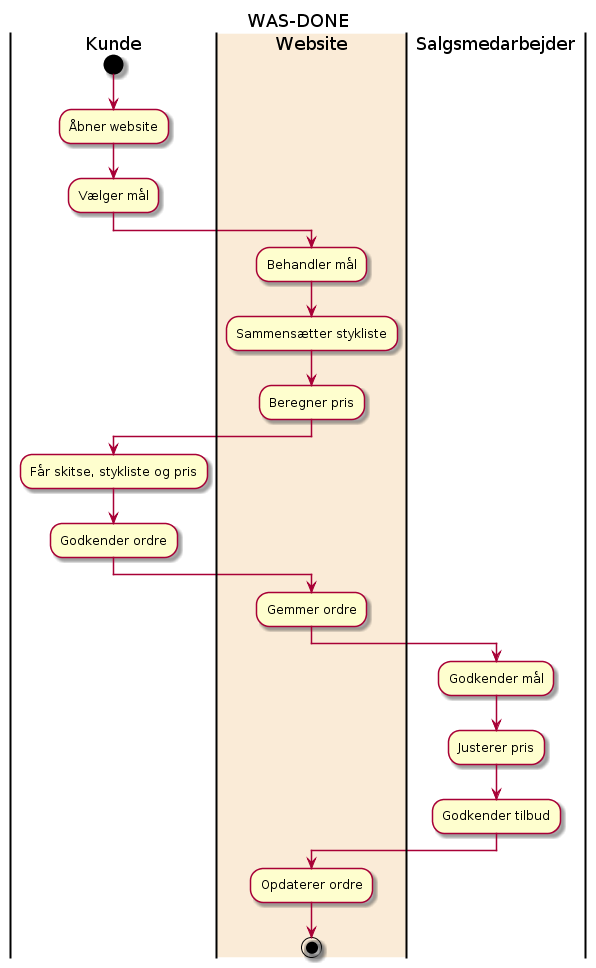 WAS-DONE
Kunde
Website
Salgsmedarbejder
Åbner website
Vælger mål
Behandler mål
Sammensætter stykliste
Beregner pris
Får skitse, stykliste og pris
Godkender ordre
Gemmer ordre
Godkender mål
Justerer pris
Godkender tilbud
Opdaterer ordre